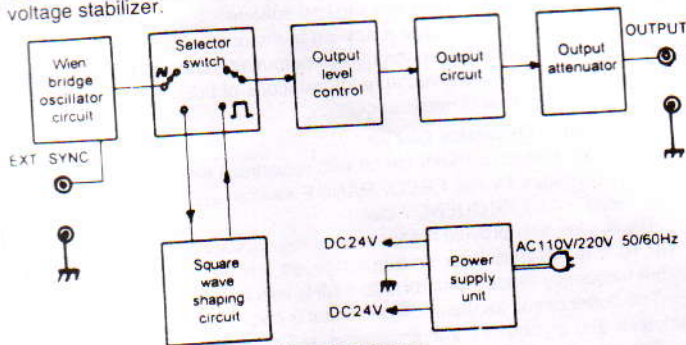 voltage stabilizer.
Wien
bridge
oscillator
circuit
Selector
switch
Output
level
control
Output
circuit
Output
attenuator
OUTPUT
EXT SYNC
Square
wave
shaping
circuit
DC24V
DC24V
Power
supply
unit
AC110V/220V 50/60Hz